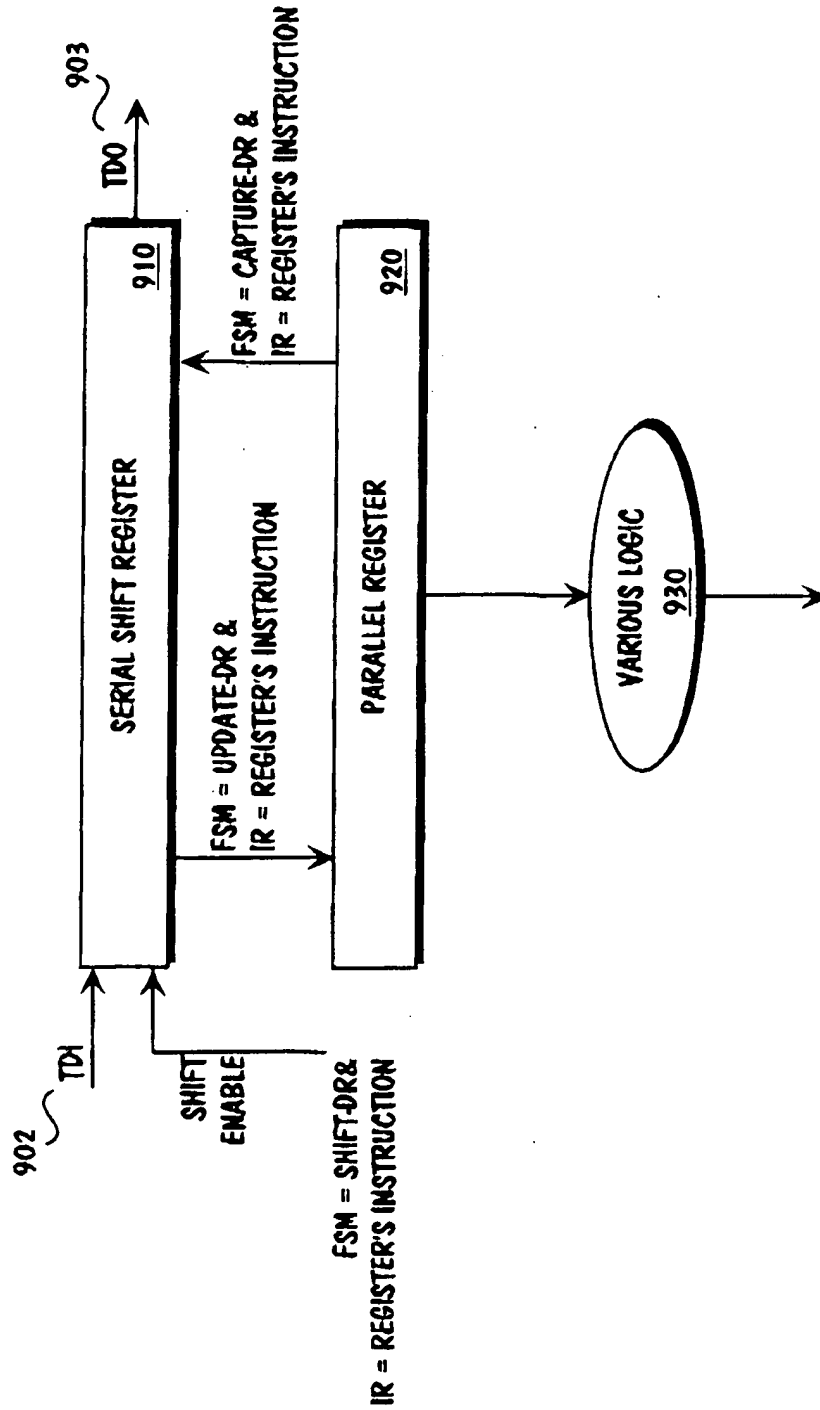 902
TDI
SHIFT
ENABLE
FSM = SHIFT-DR&
IR = REGISTER'S INSTRUCTION
SERIAL SHIFT REGISTER
910
TDO
903
FSM = UPDATE-DR &
IR = REGISTER'S INSTRUCTION
FSM = CAPTURE-DR &
IR = REGISTER'S INSTRUCTION
PARALLEL REGISTER
920
VARIOUS LOGIC
930